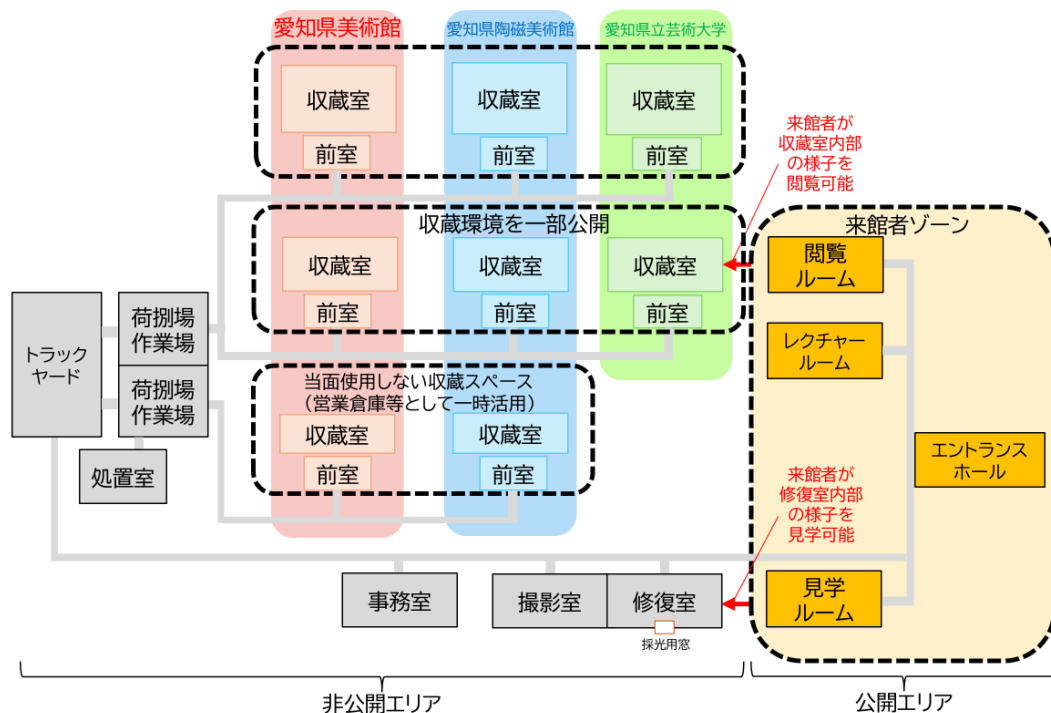 愛知県美術館
愛知県陶磁美術館
愛知県立芸術大学
収蔵室
収蔵室
収蔵室
前室
前室
前室
来館者が
収蔵室内部
の様子を
閲覧可能
収蔵環境を一部公開
収蔵室
収蔵室
収蔵室
前室
前室
前室
来館者ゾーン
閲覧
ルーム
レクチャー
ルーム
エントランス
ホール
見学
ルーム
トラック
ヤード
荷捌場
作業場
荷捌場
作業場
処置室
当面使用しない収蔵スペース
（営業倉庫等として一時活用）
収蔵室
収蔵室
前室
前室
来館者が
修復室内部
の様子を
見学可能
事務室
撮影室
修復室
採光用窓
非公開エリア
公開エリア